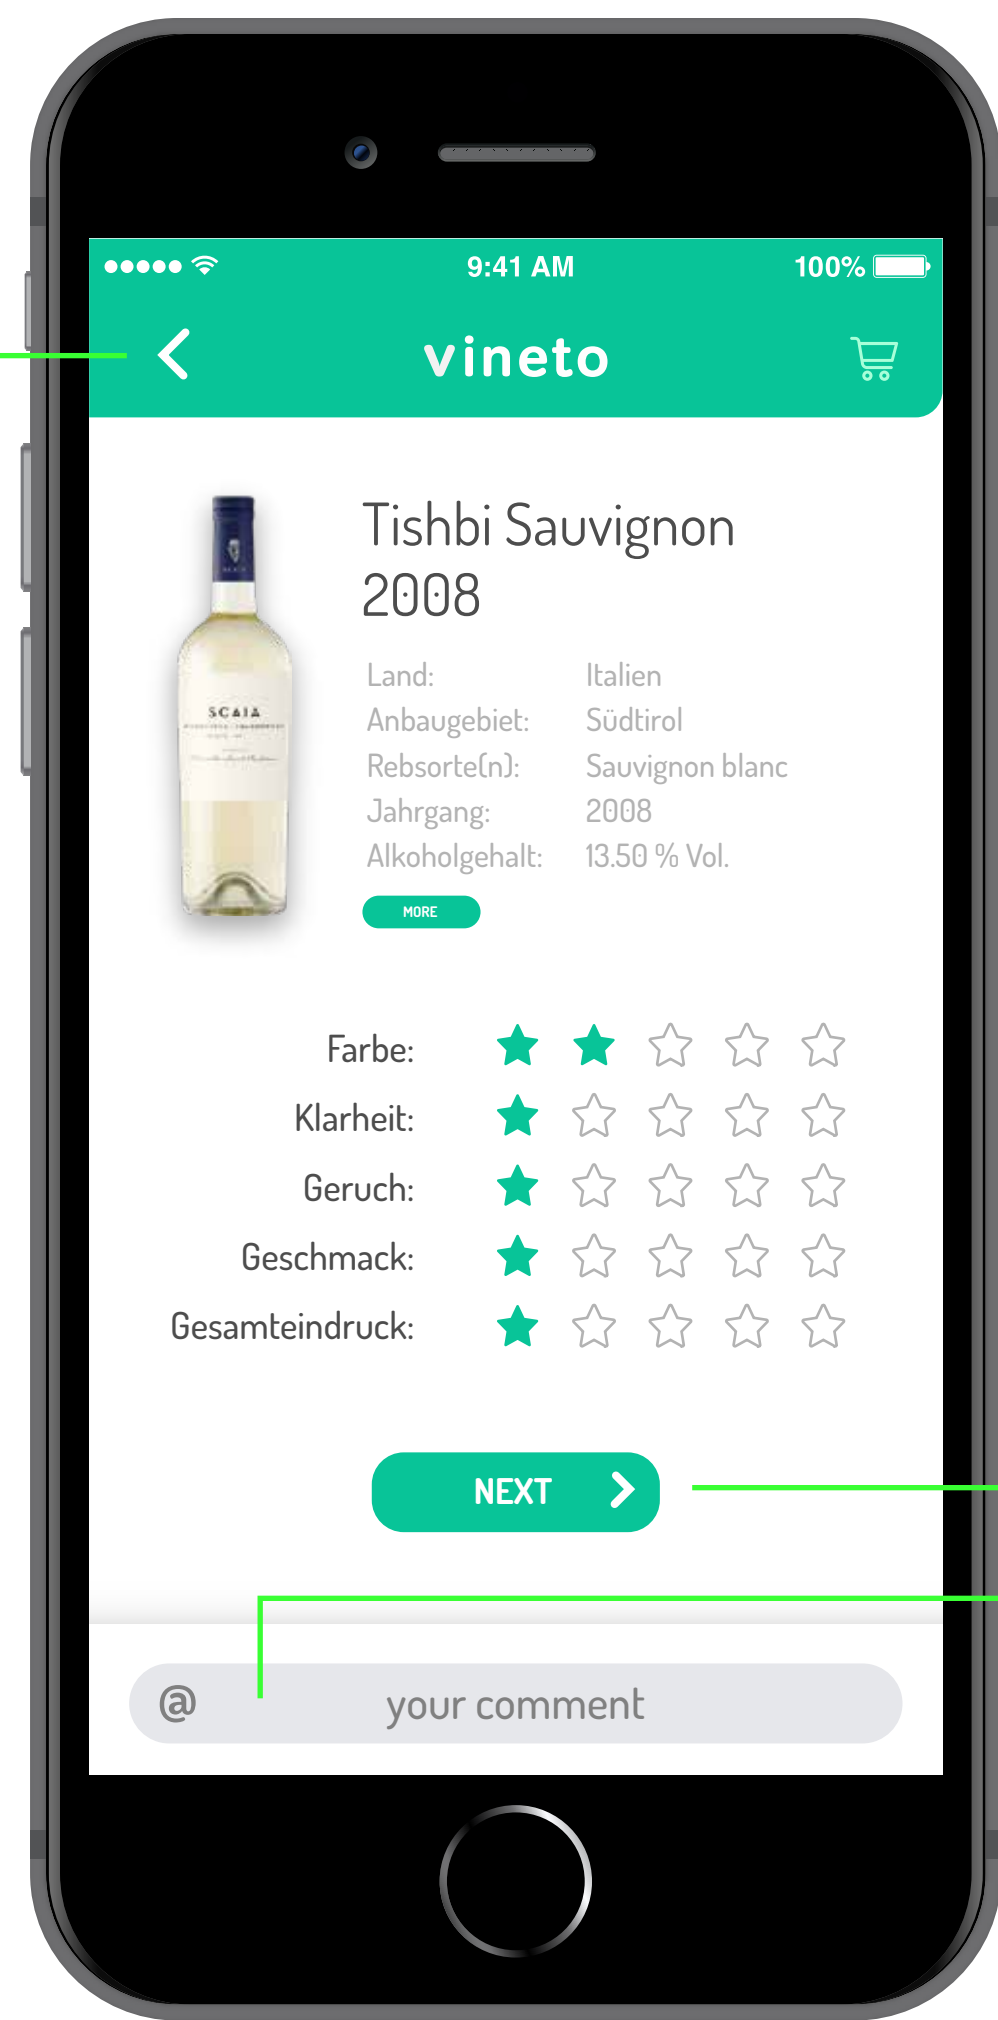 9:41 AM
100%
vineto
Tishbi Sauvignon
2008
Land: Italien
Anbaugebiet: Südtirol
Rebsorte(n): Sauvignon blanc
Jahrgang: 2008
Alkoholgehalt: 13.50 % Vol.
MORE
SCAIA
Farbe:
Klarheit:
Geruch:
Geschmack:
Gesamteindruck:
NEXT
@ your comment